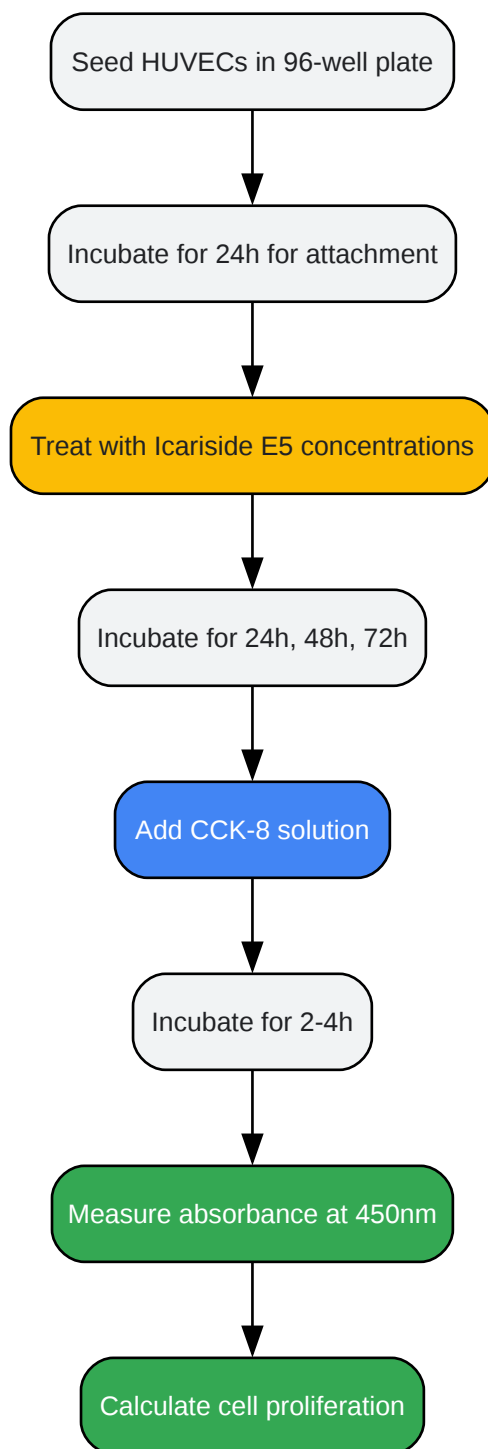 Seed HUVECs in 96-well plate
Incubate for 24h for attachment
Treat with Icariside E5 concentrations
Incubate for 24h, 48h, 72h
Add CCK-8 solution
Incubate for 2-4h
Measure absorbance at 450nm
Calculate cell proliferation